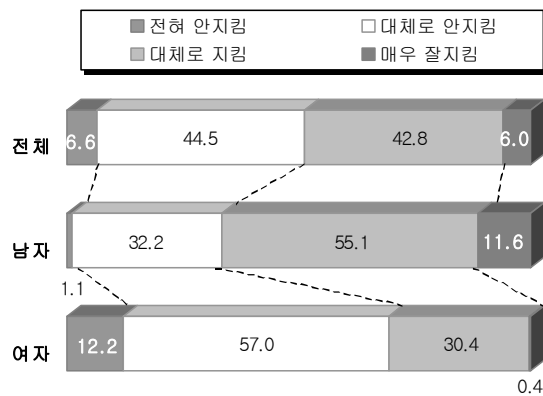 전혀 안지킴 대체로 안지킴
대체로 지킴 매우 잘지킴
전체 6.6 44.5 42.8 6.0
남자 32.2 55.1 11.6
1.1
여자 12.2 57.0 30.4
0.4